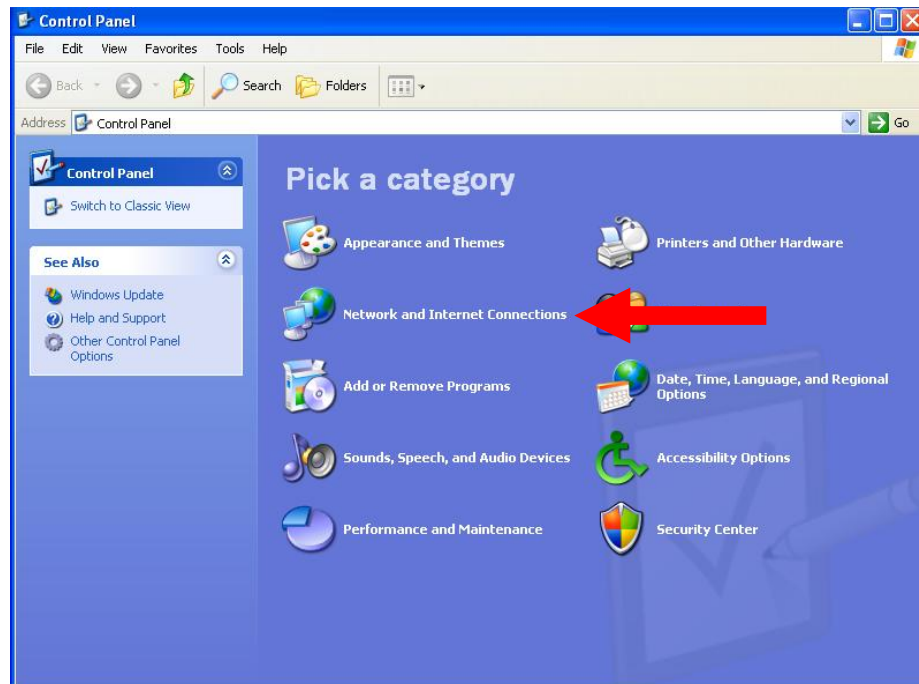 Control Panel
File Edit View Favorites Tools Help
Back Search Folders
Address Control Panel Go
Control Panel
Switch to Classic View
See Also
Windows Update
Help and Support
Other Control Panel
Options
Pick a category
Appearance and Themes
Printers and Other Hardware
Network and Internet Connections
Add or Remove Programs
Date, Time, Language, and Regional
Options
Sounds, Speech, and Audio Devices
Accessibility Options
Performance and Maintenance
Security Center